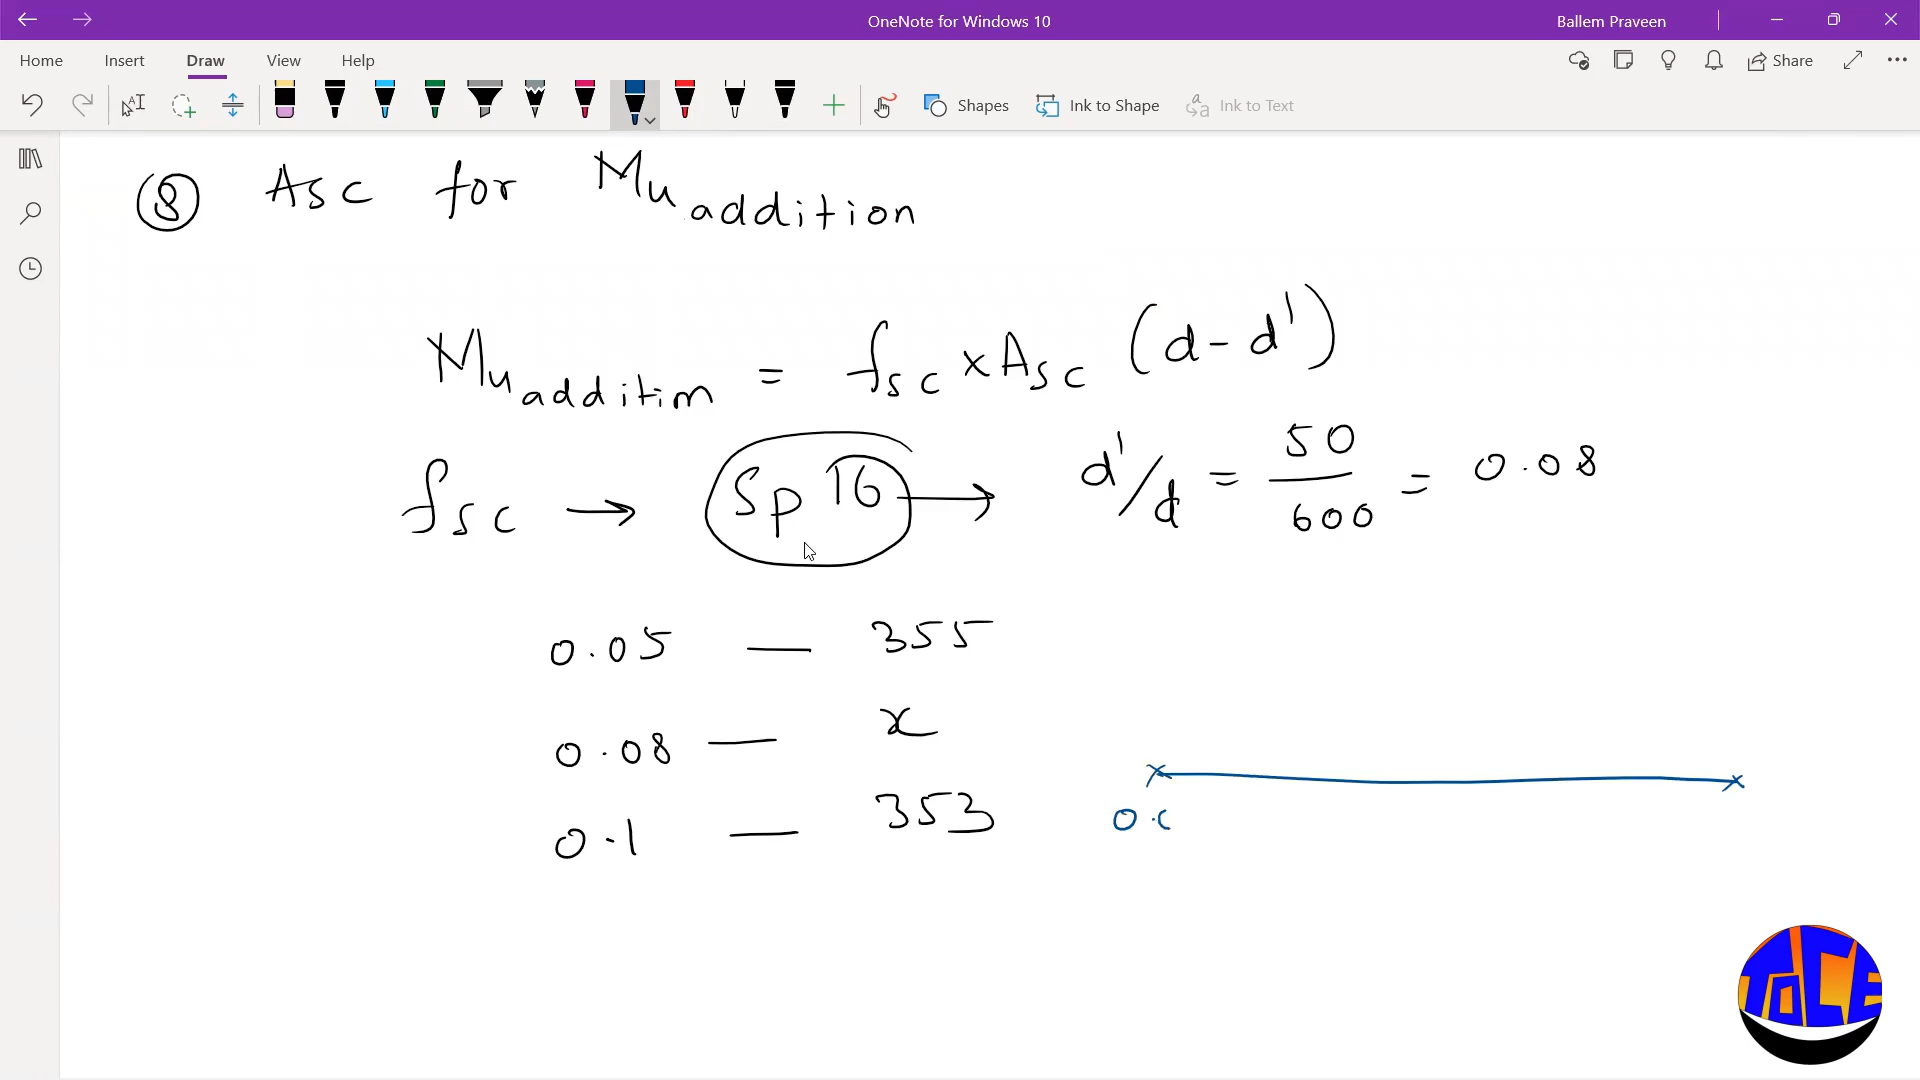 OneNote for Windows 10
Ballem Praveen
Home Insert Draw View Help
Share
Shapes Ink to Shape Ink to Text
8 Asc for Mu addition
Mu additim = fsc x Asc (d - d')
fsc → Sp 16 → d'/d = 50/600 = 0.08
0.05 — 355
0.08 — x
0.1 — 353
0.0